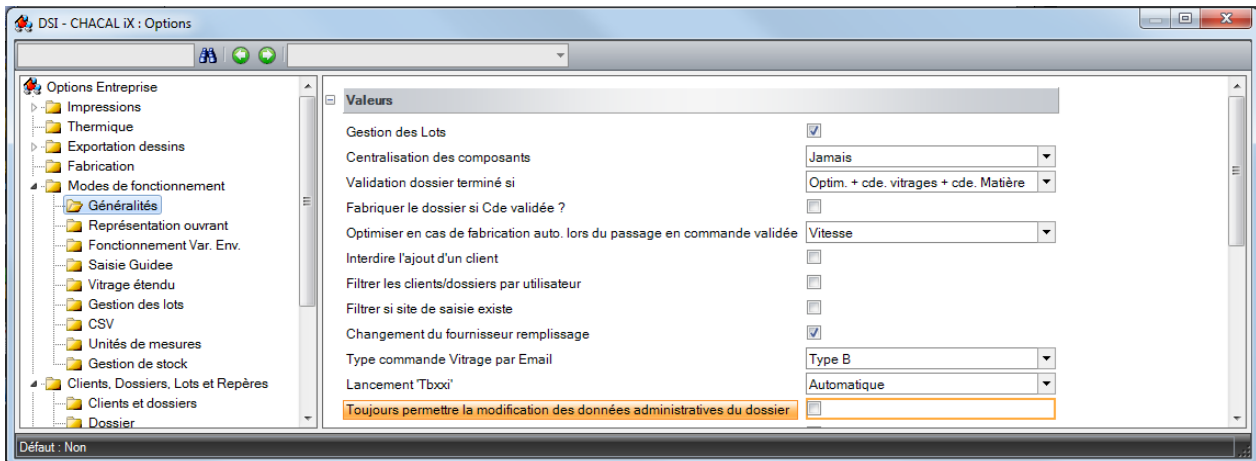 DSI - CHACAL iX : Options
Options Entreprise
Impressions
Thermique
Exportation dessins
Fabrication
Modes de fonctionnement
Généralités
Représentation ouvrant
Fonctionnement Var. Env.
Saisie Guidee
Vitrage étendu
Gestion des lots
CSV
Unités de mesures
Gestion de stock
Clients, Dossiers, Lots et Repères
Clients et dossiers
Dossier
Valeurs
Gestion des Lots
Centralisation des composants Jamais
Validation dossier terminé si Optim. + cde. vitrages + cde. Matière
Fabriquer le dossier si Cde validée ?
Optimiser en cas de fabrication auto. lors du passage en commande validée Vitesse
Interdire l'ajout d'un client
Filtrer les clients/dossiers par utilisateur
Filtrer si site de saisie existe
Changement du fournisseur remplissage
Type commande Vitrage par Email Type B
Lancement 'Tbxxi' Automatique
Toujours permettre la modification des données administratives du dossier
Défaut : Non